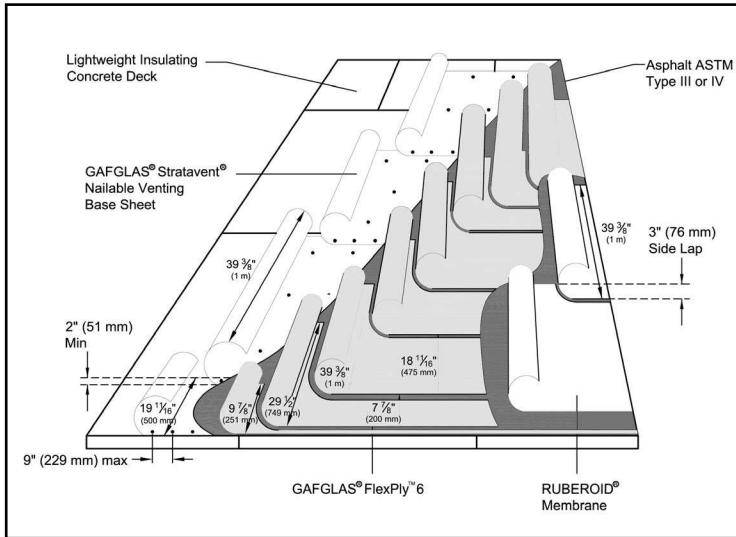 Lightweight Insulating
Concrete Deck
Asphalt ASTM
Type III or IV
GAFGLAS® Stratavent®
Nailable Venting
Base Sheet
39 ⅜"
(1 m)
3" (76 mm)
Side Lap
39 ⅜"
(1 m)
2" (51 mm)
Min
18 ¹¹⁄₁₆"
(475 mm)
39 ⅜"
(1 m)
29 ½"
(749 mm)
9 ⅞"
(251 mm)
7 ⅞"
(200 mm)
19 ¹¹⁄₁₆"
(500 mm)
9" (229 mm) max
GAFGLAS® FlexPly™ 6
RUBEROID®
Membrane